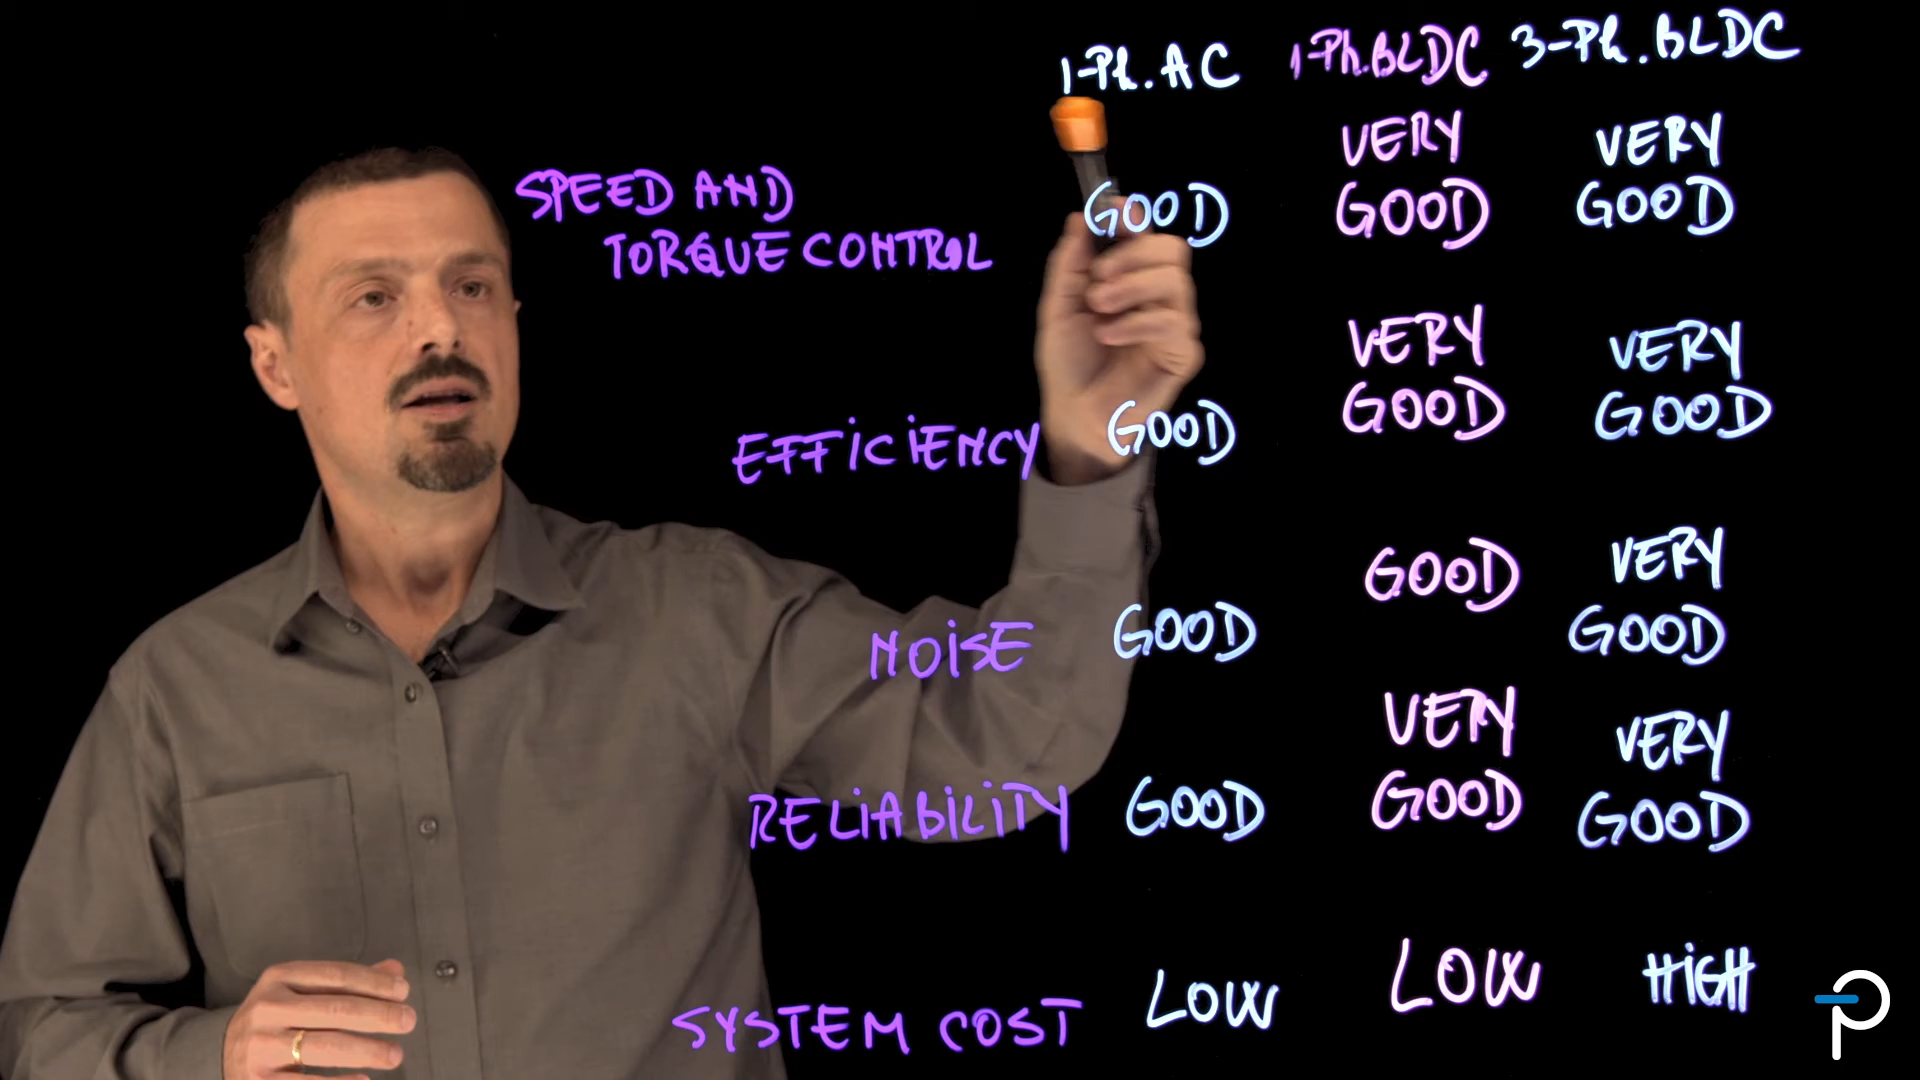 1-Ph.AC 1-Ph.BLDC 3-Ph.BLDC
VERY VERY
SPEED AND GOOD GOOD GOOD
TORQUE CONTROL
VERY VERY
EFFICIENCY GOOD GOOD GOOD
GOOD VERY
NOISE GOOD GOOD
VERY VERY
RELIABILITY GOOD GOOD GOOD
SYSTEM COST LOW LOW HIGH